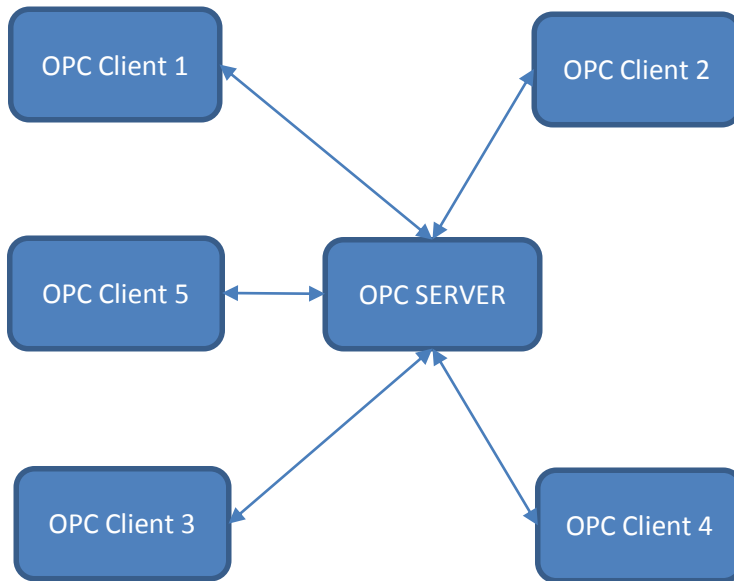 OPC Client 1
OPC Client 2
OPC Client 5
OPC SERVER
OPC Client 3
OPC Client 4